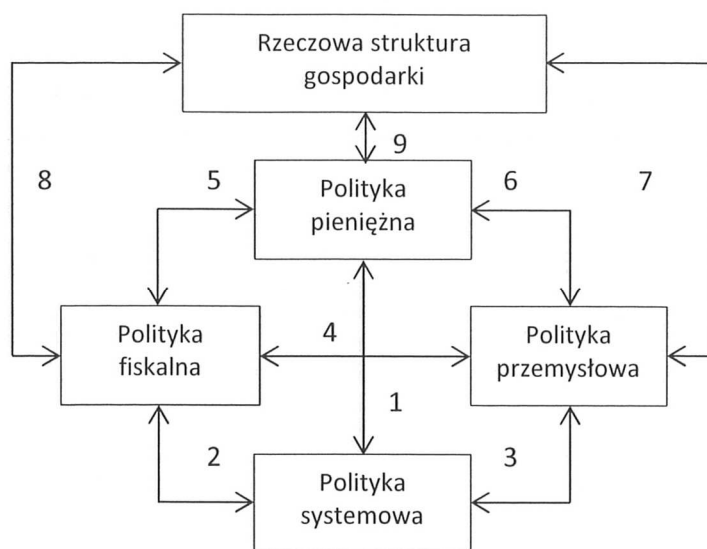 Rzeczowa struktura
gospodarki
9
8
5
Polityka
pieniężna
6
7
Polityka
fiskalna
4
Polityka
przemysłowa
1
2
Polityka
systemowa
3